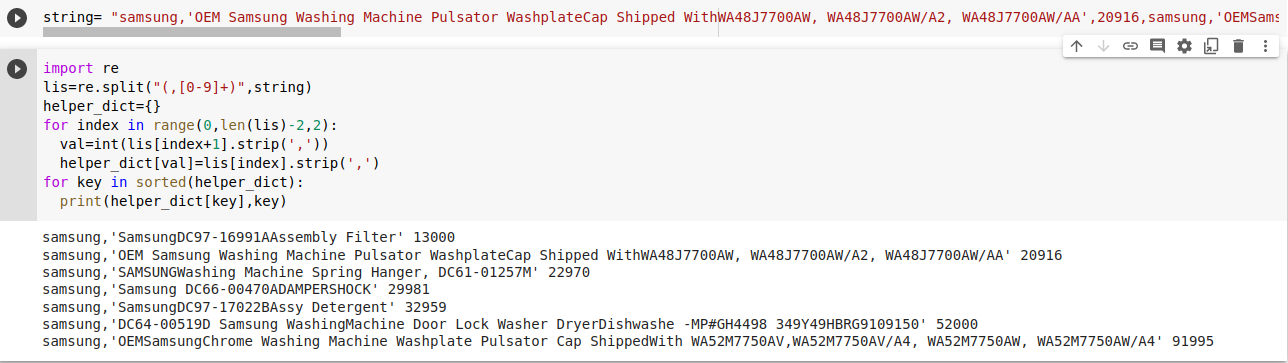 string= "samsung,'OEM Samsung Washing Machine Pulsator WashplateCap Shipped WithWA48J7700AW, WA48J7700AW/A2, WA48J7700AW/AA',20916,samsung,'OEMSams
import re
lis=re.split("(,[0-9]+)",string)
helper_dict={}
for index in range(0,len(lis)-2,2):
  val=int(lis[index+1].strip(','))
  helper_dict[val]=lis[index].strip(',')
for key in sorted(helper_dict):
  print(helper_dict[key],key)
samsung,'SamsungDC97-16991AAssembly Filter' 13000
samsung,'OEM Samsung Washing Machine Pulsator WashplateCap Shipped WithWA48J7700AW, WA48J7700AW/A2, WA48J7700AW/AA' 20916
samsung,'SAMSUNGWashing Machine Spring Hanger, DC61-01257M' 22970
samsung,'Samsung DC66-00470ADAMPERSHOCK' 29981
samsung,'SamsungDC97-17022BAssy Detergent' 32959
samsung,'DC64-00519D Samsung WashingMachine Door Lock Washer DryerDishwashe -MP#GH4498 349Y49HBRG9109150' 52000
samsung,'OEMSamsungChrome Washing Machine Washplate Pulsator Cap ShippedWith WA52M7750AV,WA52M7750AV/A4, WA52M7750AW, WA52M7750AW/A4' 91995